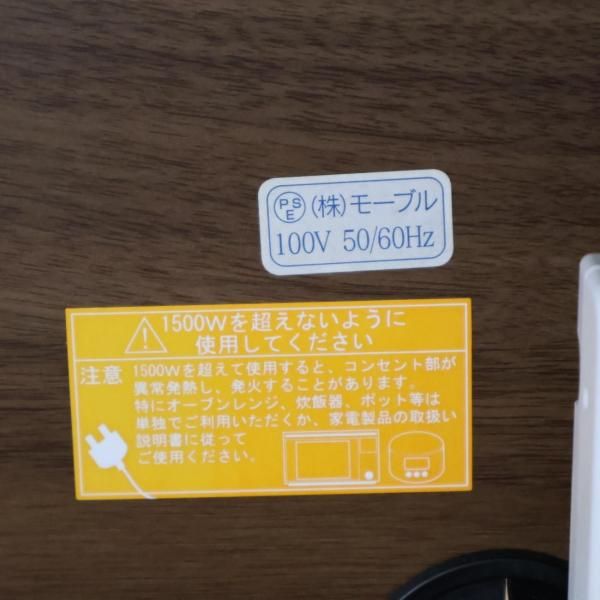 PSE (株)モーブル
100V 50/60Hz
1500Wを超えないように
使用してください
注意
1500Wを超えて使用すると、コンセント部が
異常発熱し、発火することがあります。
特にオーブンレンジ、炊飯器、ポット等は
単独でご利用いただくか、家電製品の取扱い
説明書に従って
ご使用ください。